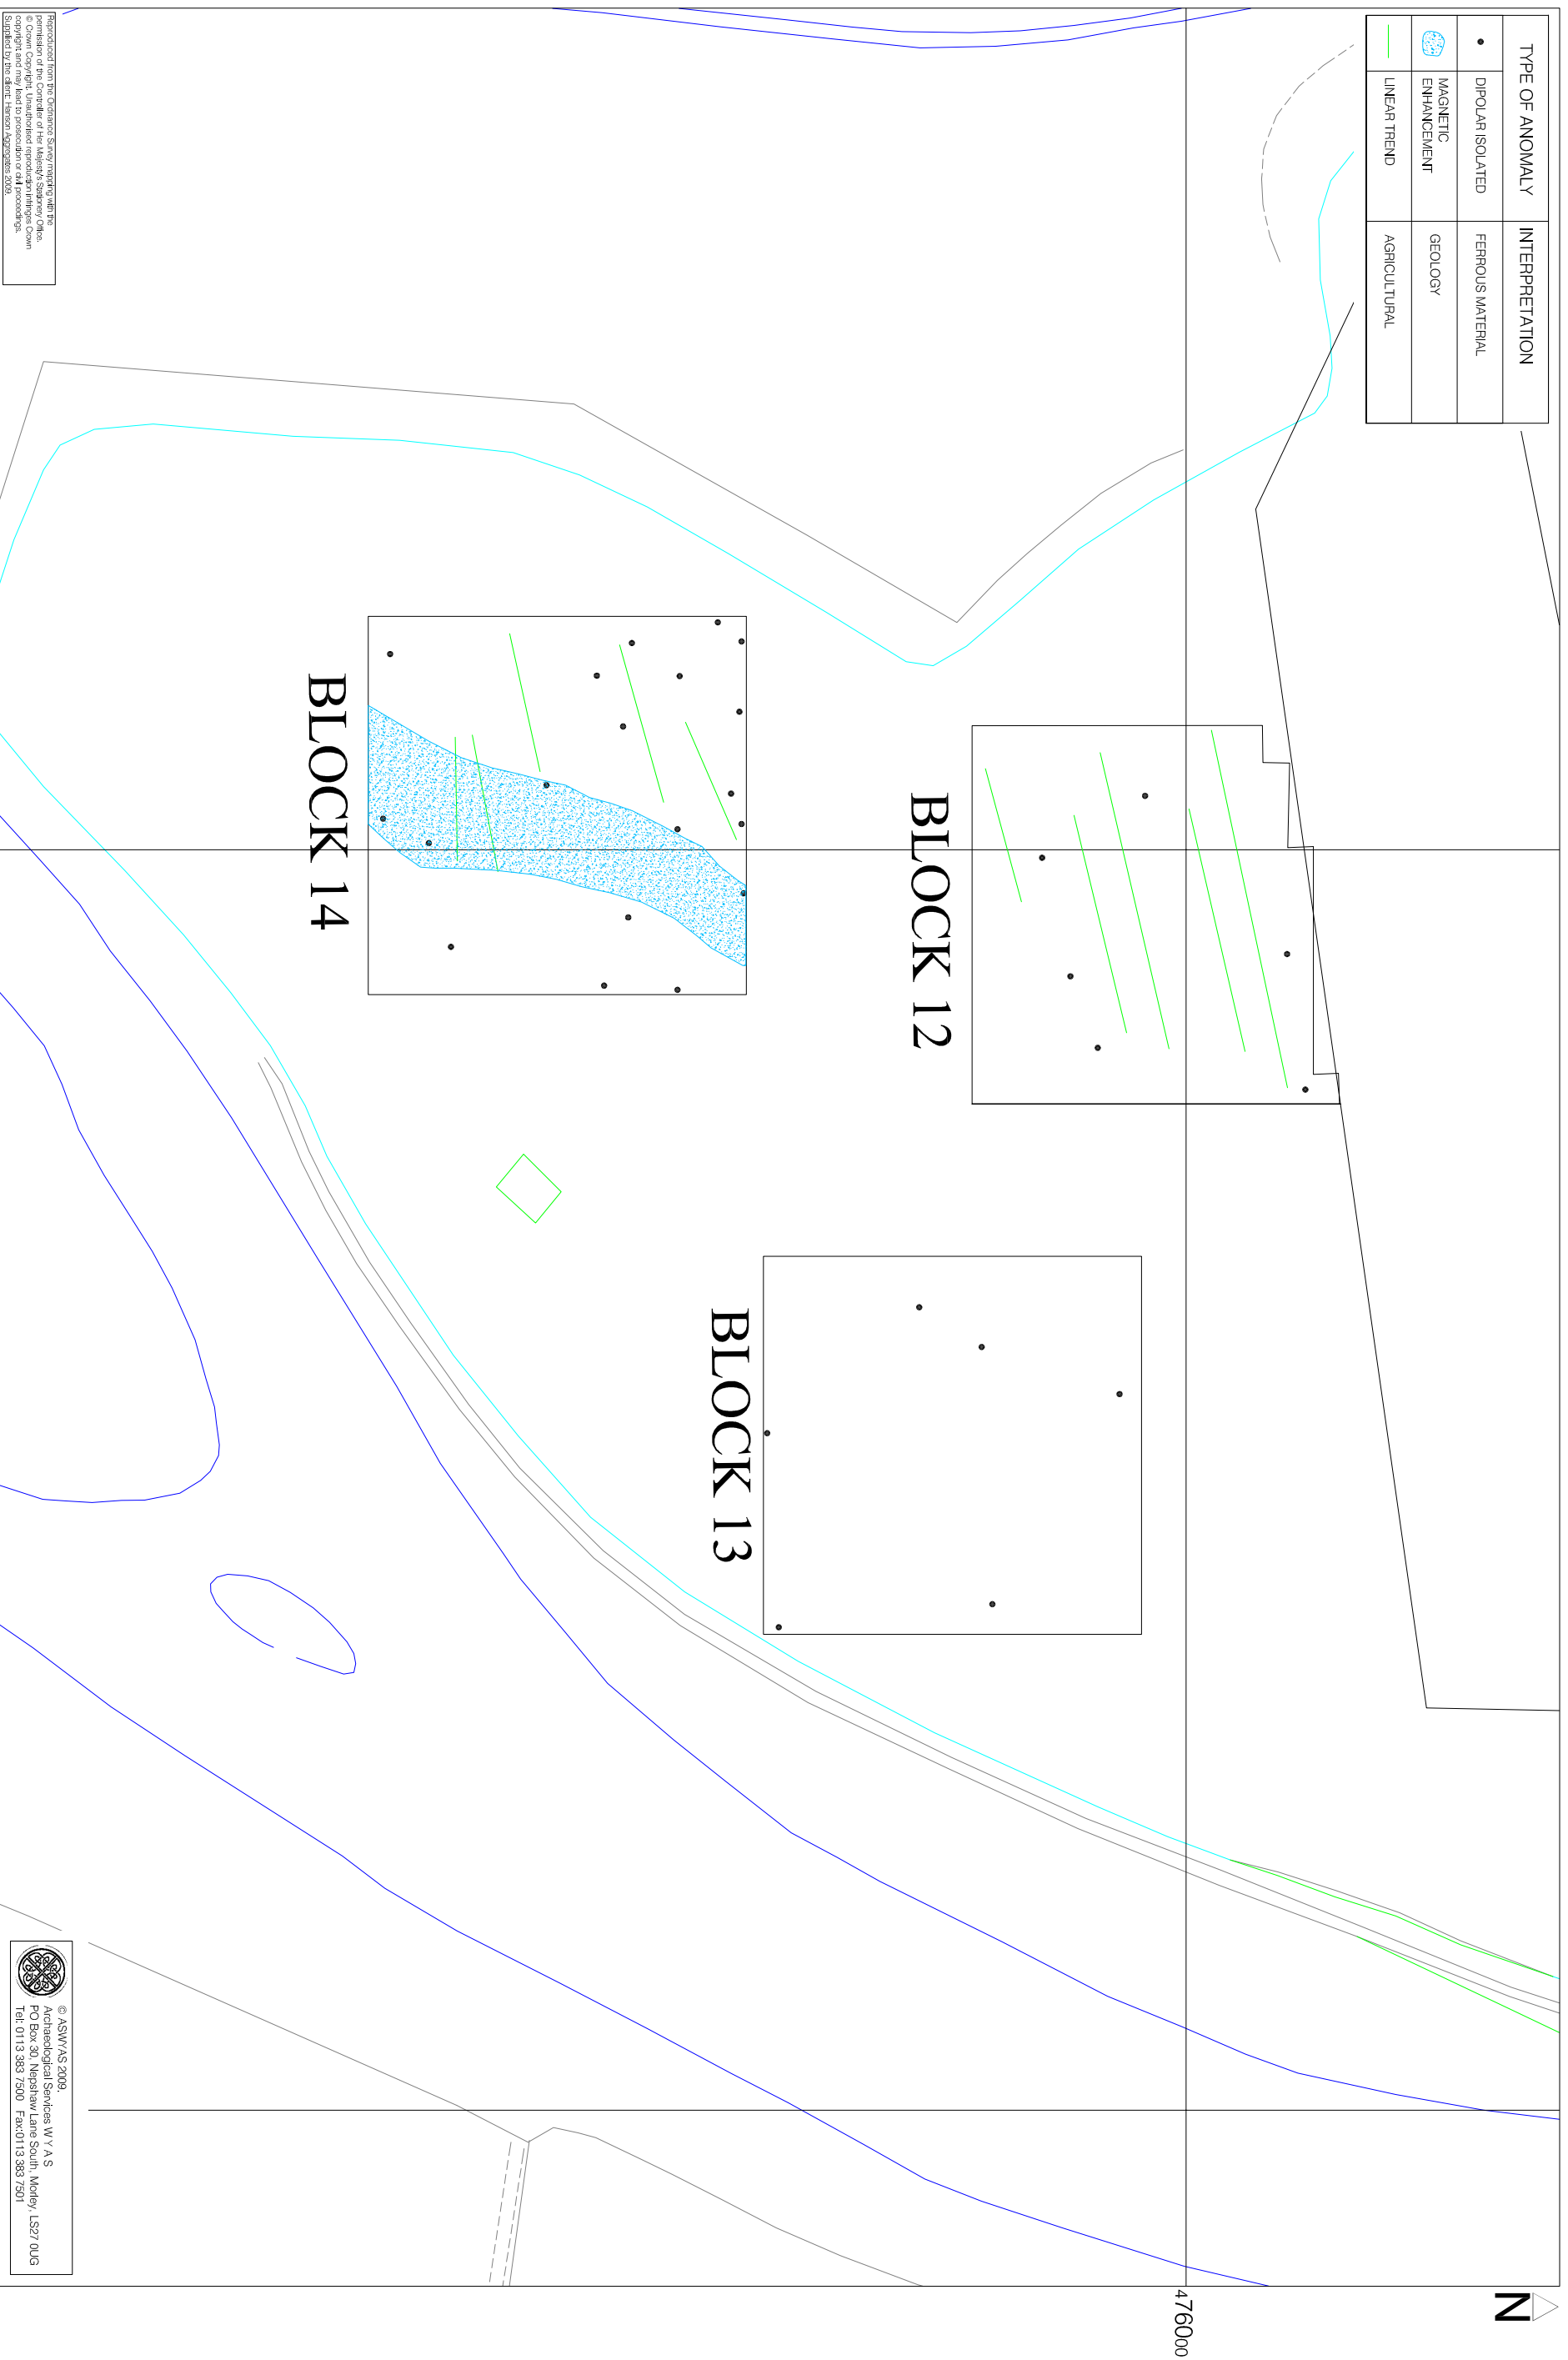 TYPE OF ANOMALY INTERPRETATION
DIPOLAR ISOLATED FERROUS MATERIAL
MAGNETIC
ENHANCEMENT GEOLOGY
LINEAR TREND AGRICULTURAL
N
476000
BLOCK 12
BLOCK 13
BLOCK 14
Reproduced from the Ordnance Survey mapping with the
permission of the Controller of Her Majesty's Stationery Office.
© Crown Copyright. Unauthorised reproduction infringes Crown
copyright and may lead to prosecution or civil proceedings.
Supplied by the client: Hanson Aggregates 2009.
© ASWYAS 2009.
Archaeological Services W Y A S
PO Box 30, Nepshaw Lane South, Morley, LS27 0UG
Tel: 0113 383 7500 Fax:0113 383 7501